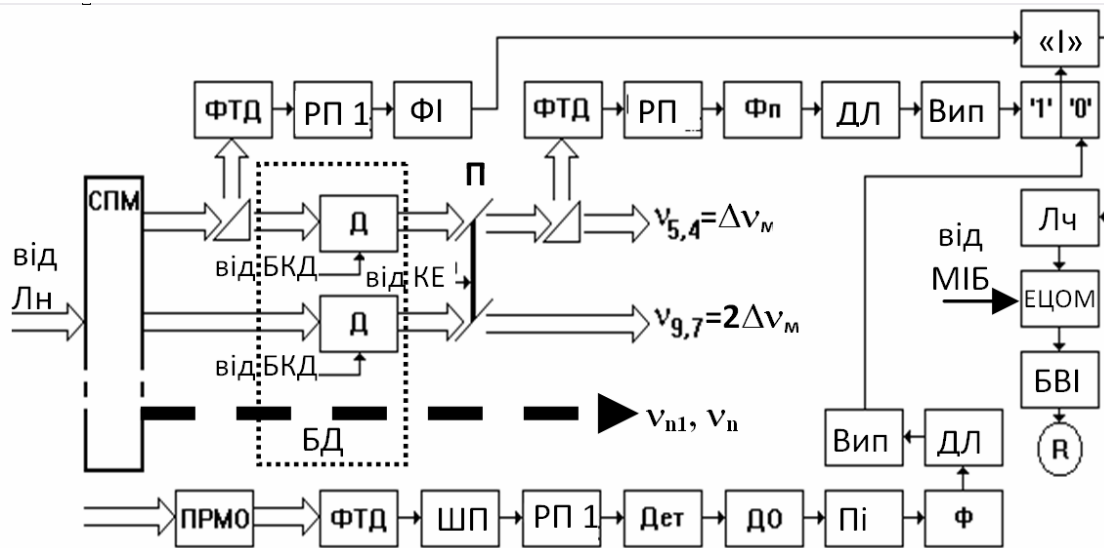 «І»
ФТД РП 1 ФІ ФТД РП Фп ДЛ Вип '1' '0'
СПМ П
Д ν5,4=Δνм
від Лн
від БКД від КЕ
Лч
від МІБ
ЕЦОМ
Д ν9,7=2Δνм
від БКД
БВІ
БД νn1, νn
Вип ДЛ R
ПРМО ФТД ШП РП 1 Дет ДО Пі Ф